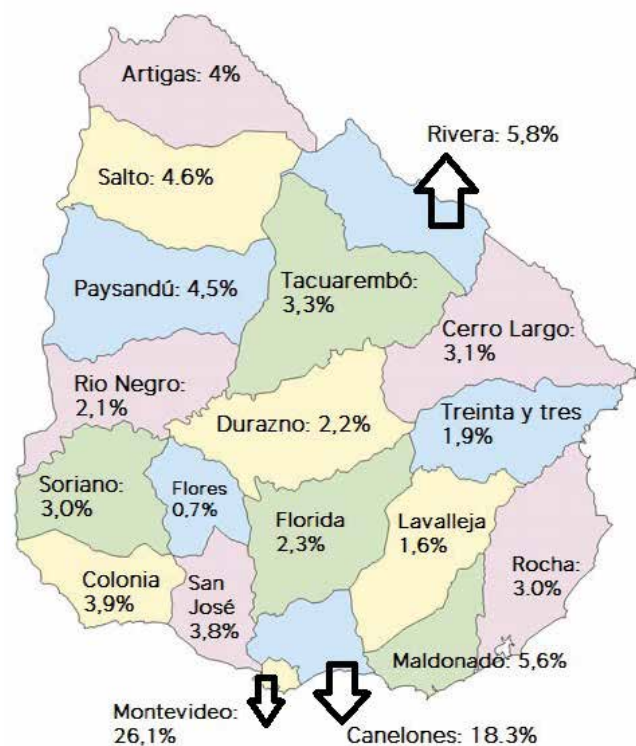 Artigas: 4%
Rivera: 5,8%
Salto: 4.6%
Paysandú: 4,5%
Tacuarembó:
3,3%
Cerro Largo:
3,1%
Rio Negro:
2,1%
Durazno: 2,2%
Treinta y tres
1,9%
Soriano:
3,0%
Flores
0,7%
Florida
2,3%
Lavalleja
1,6%
Rocha:
3.0%
Colonia
3,9%
San
José
3,8%
Maldonado: 5,6%
Montevideo:
26,1%
Canelones: 18.3%